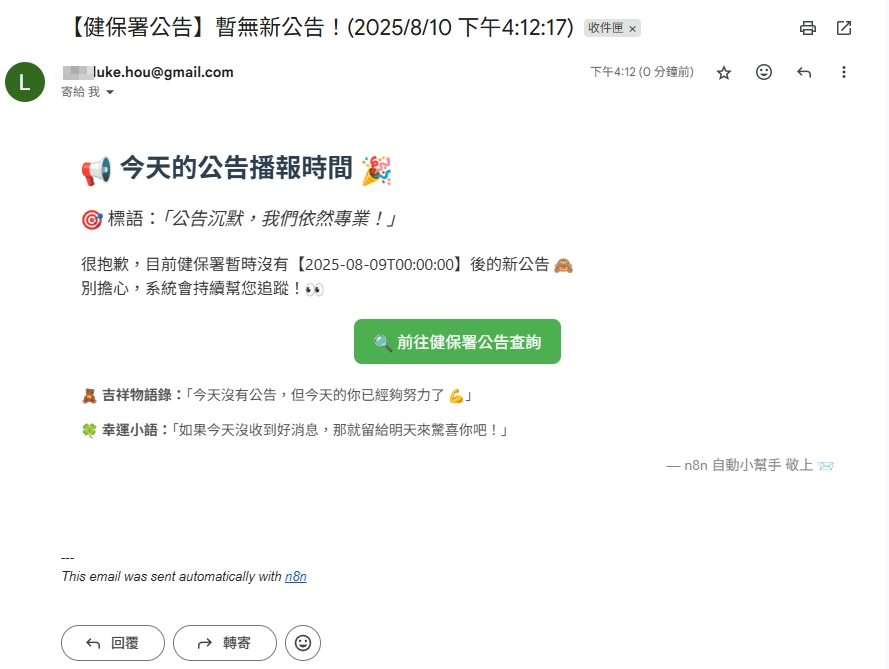 【健保署公告】暫無新公告！(2025/8/10 下午4:12:17) 收件匣 ×
luke.hou@gmail.com
下午4:12 (0 分鐘前)
寄給 我
L
📢 今天的公告播報時間 🎉
🎯 標語：「公告沉默，我們依然專業！」
很抱歉，目前健保署暫時沒有【2025-08-09T00:00:00】後的新公告 🙈
別擔心，系統會持續幫您追蹤！👀
🔍 前往健保署公告查詢
🧸 吉祥物語錄：「今天沒有公告，但今天的你已經夠努力了 💪」
🍀 幸運小語：「如果今天沒收到好消息，那就留給明天來驚喜你吧！」
— n8n 自動小幫手 敬上 📨
---
This email was sent automatically with n8n
回覆
轉寄